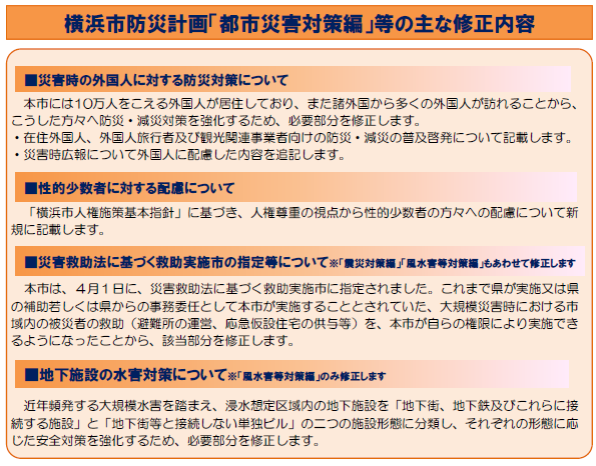 横浜市防災計画「都市災害対策編」等の主な修正内容
■災害時の外国人に対する防災対策について
本市には10万人をこえる外国人が居住しており、また諸外国から多くの外国人が訪れることから、
こうした方々へ防災・減災対策を強化するため、必要部分を修正します。
・在住外国人、外国人旅行者及び観光関連事業者向けの防災・減災の普及啓発について記載します。
・災害時広報について外国人に配慮した内容を追記します。
■性的少数者に対する配慮について
「横浜市人権施策基本指針」に基づき、人権尊重の視点から性的少数者の方々への配慮について新
規に記載します。
■災害救助法に基づく救助実施市の指定等について※「震災対策編」「風水害等対策編」もあわせて修正します
本市は、4月1日に、災害救助法に基づく救助実施市に指定されました。これまで県が実施又は県
の補助若しくは県からの事務委任として本市が実施することとされていた、大規模災害時における市
域内の被災者の救助（避難所の運営、応急仮設住宅の供与等）を、本市が自らの権限により実施でき
るようになったことから、該当部分を修正します。
■地下施設の水害対策について※「風水害等対策編」のみ修正します
近年頻発する大規模水害を踏まえ、浸水想定区域内の地下施設を「地下街、地下鉄及びこれらに接
続する施設」と「地下街等と接続しない単独ビル」の二つの施設形態に分類し、それぞれの形態に応
じた安全対策を強化するため、必要部分を修正します。